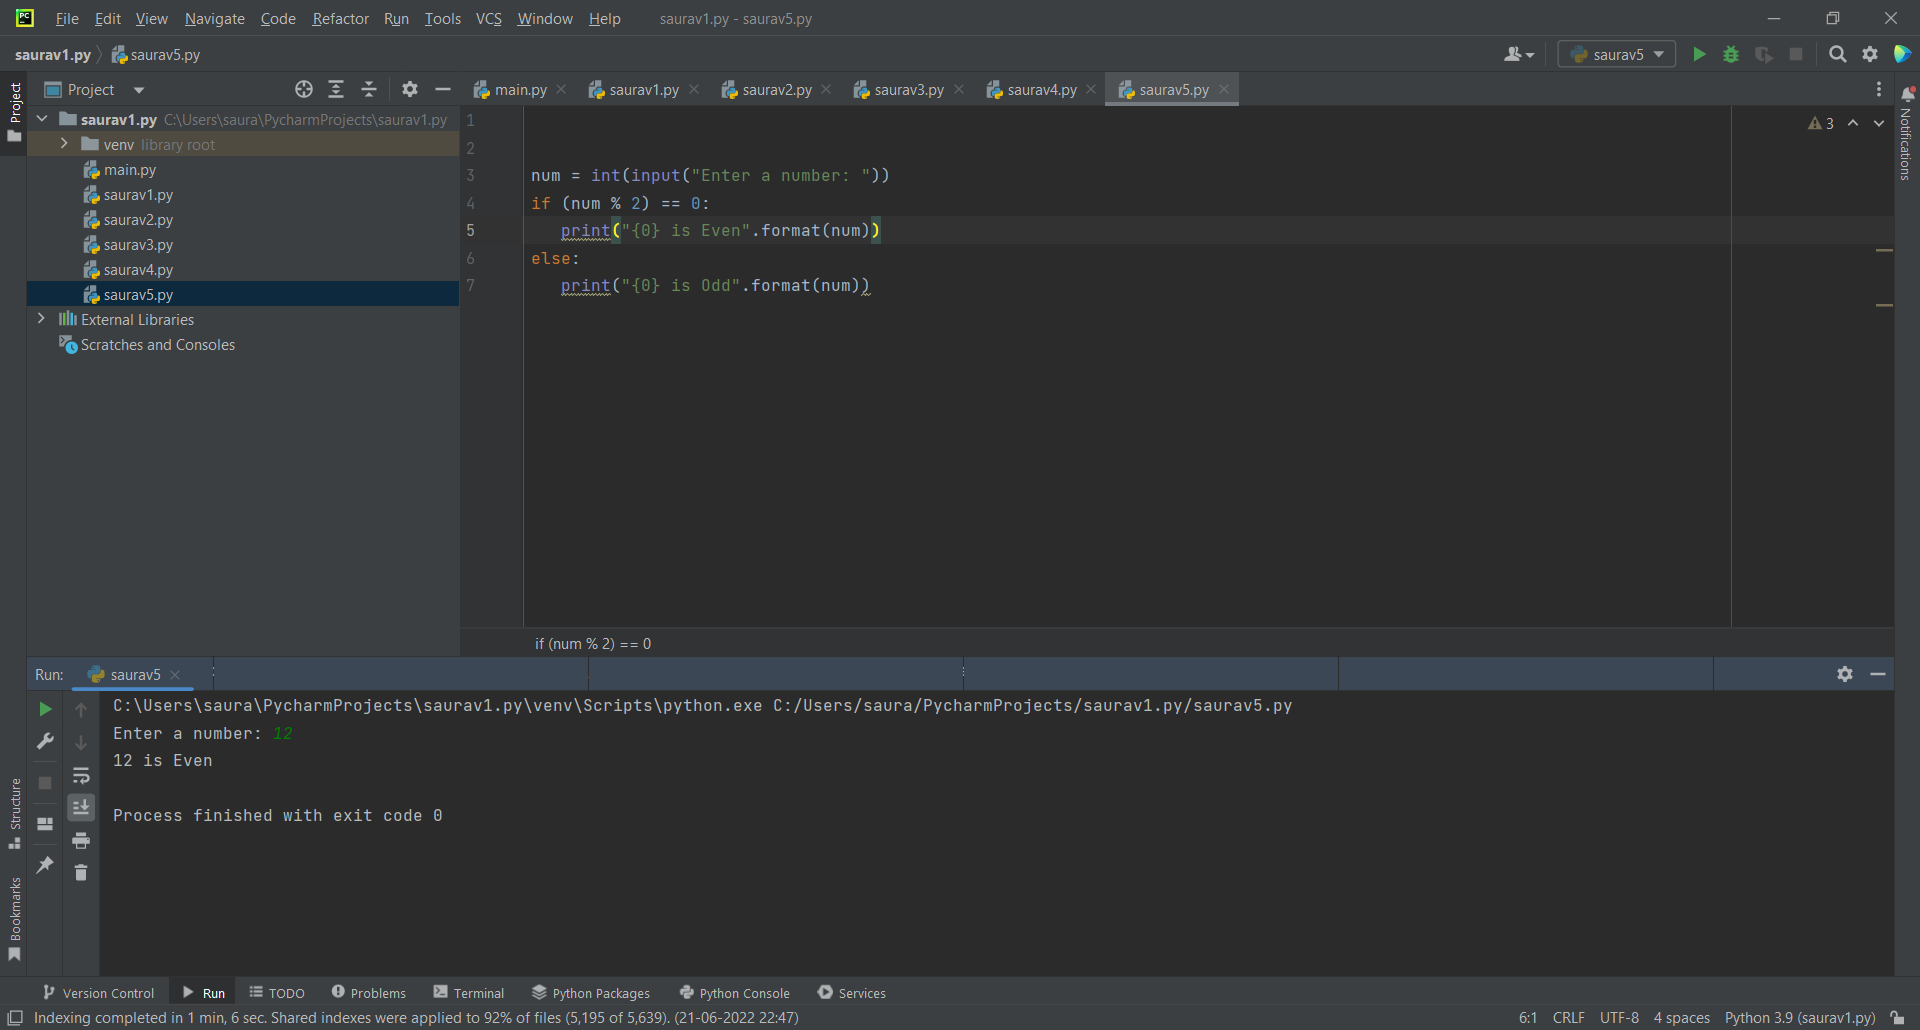 PC
File Edit View Navigate Code Refactor Run Tools VCS Window Help saurav1.py - saurav5.py
saurav1.py saurav5.py
saurav5
Project
Project
main.py saurav1.py saurav2.py saurav3.py saurav4.py saurav5.py
Notifications
saurav1.py C:\Users\saura\PycharmProjects\saurav1.py
venv library root
main.py
saurav1.py
saurav2.py
saurav3.py
saurav4.py
saurav5.py
External Libraries
Scratches and Consoles
3
1
2
3 num = int(input("Enter a number: "))
4 if (num % 2) == 0:
5    print("{0} is Even".format(num))
6 else:
7    print("{0} is Odd".format(num))
if (num % 2) == 0
Run: saurav5
C:\Users\saura\PycharmProjects\saurav1.py\venv\Scripts\python.exe C:/Users/saura/PycharmProjects/saurav1.py/saurav5.py
Enter a number: 12
12 is Even
Process finished with exit code 0
Structure
Bookmarks
Version Control Run TODO Problems Terminal Python Packages Python Console Services
Indexing completed in 1 min, 6 sec. Shared indexes were applied to 92% of files (5,195 of 5,639). (21-06-2022 22:47) 6:1 CRLF UTF-8 4 spaces Python 3.9 (saurav1.py)